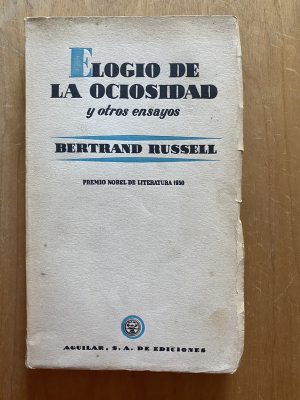 ELOGIO DE
LA OCIOSIDAD
y otros ensayos
BERTRAND RUSSELL
PREMIO NOBEL DE LITERATURA 1950
AGUILAR, S. A. DE EDICIONES